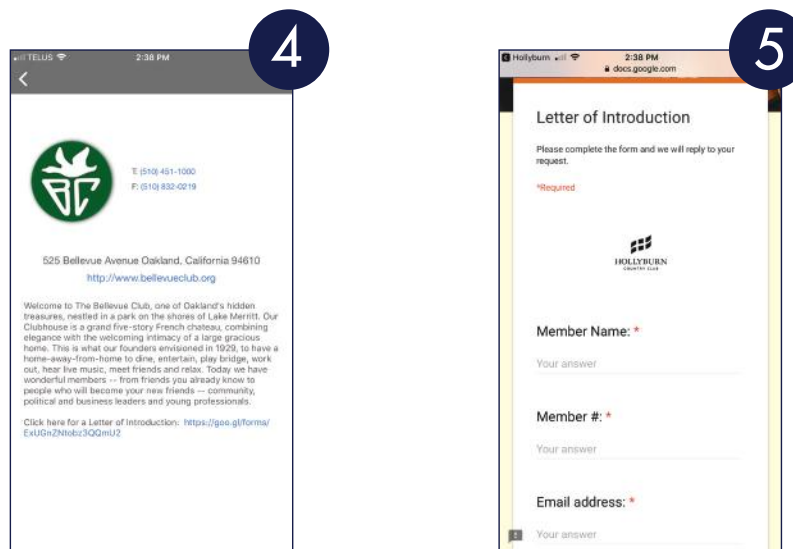 4
TELUS 2:38 PM
BC
T: (510) 451-1000
F: (510) 832-0219
525 Bellevue Avenue Oakland, California 94610
http://www.bellevueclub.org
Welcome to The Bellevue Club, one of Oakland's hidden
treasures, nestled in a park on the shores of Lake Merritt. Our
Clubhouse is a grand five-story French chateau, combining
elegance with the welcoming intimacy of a large gracious
home. This is what our founders envisioned in 1929, to have a
home-away-from-home to dine, entertain, play bridge, work
out, hear live music, meet friends and relax. Today we have
wonderful members -- from friends you already know to
people who will become your new friends -- community,
political and business leaders and young professionals.
Click here for a Letter of Introduction: https://goo.gl/forms/
ExUGnZNtobz3QQmU2
5
Hollyburn 2:38 PM
docs.google.com
Letter of Introduction
Please complete the form and we will reply to your
request.
*Required
HOLLYBURN
COUNTRY CLUB
Member Name: *
Your answer
Member #: *
Your answer
Email address: *
Your answer